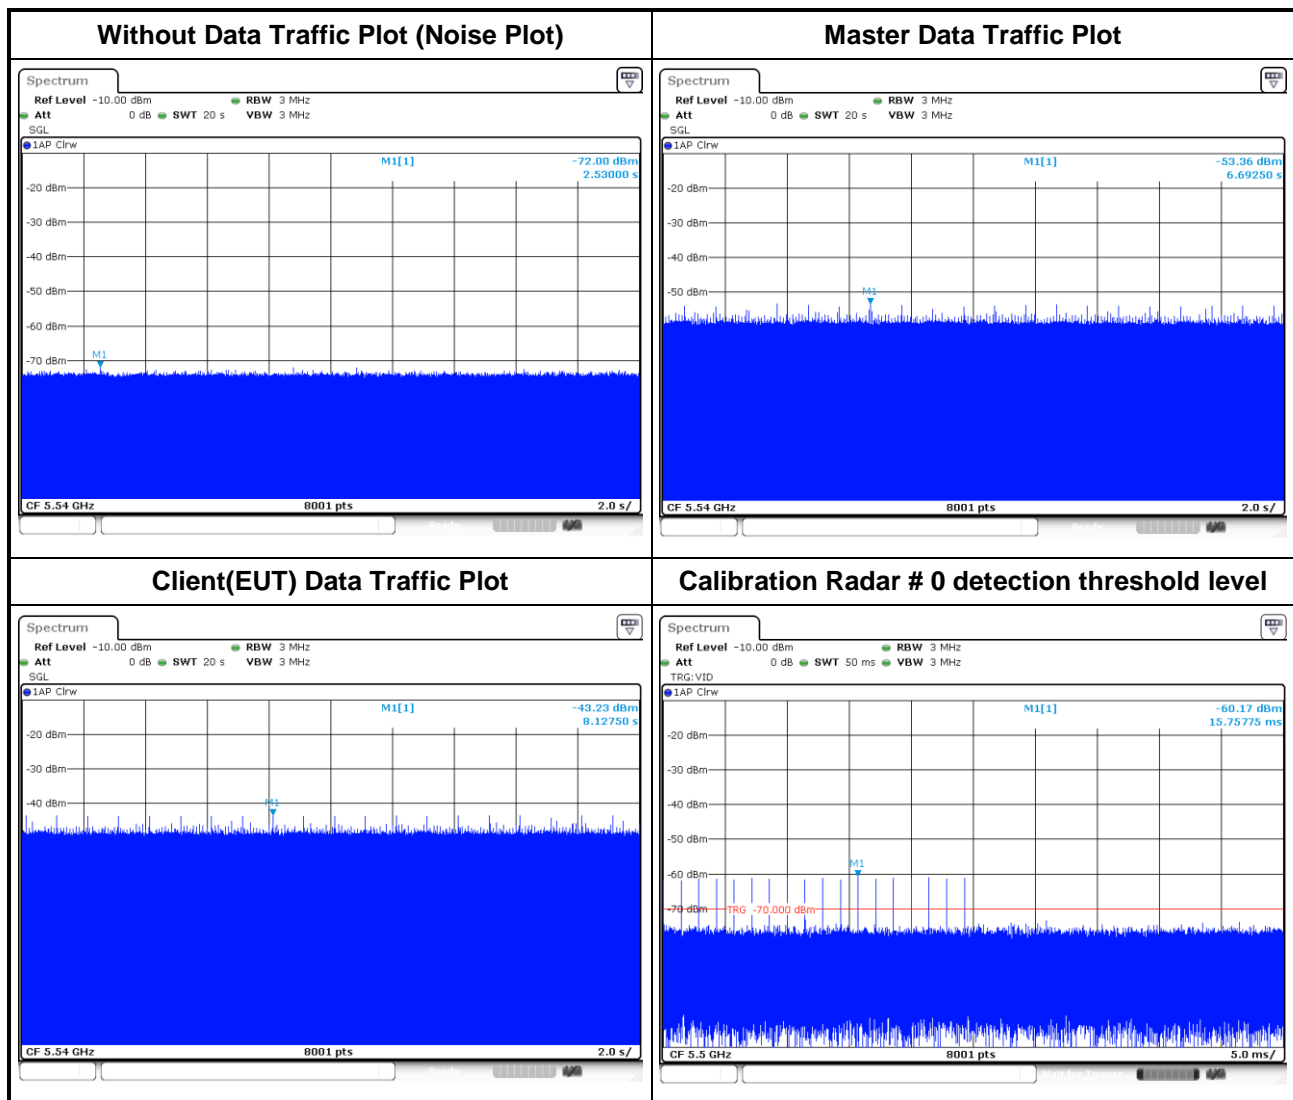 Without Data Traffic Plot (Noise Plot)
Spectrum
Ref Level -10.00 dBm RBW 3 MHz
Att 0 dB SWT 20 s VBW 3 MHz
SGL
1AP Clrw
M1[1] -72.00 dBm
2.53000 s
-20 dBm
-30 dBm
-40 dBm
-50 dBm
-60 dBm
-70 dBm
M1
CF 5.54 GHz 8001 pts 2.0 s/
Ready
Master Data Traffic Plot
Spectrum
Ref Level -10.00 dBm RBW 3 MHz
Att 0 dB SWT 20 s VBW 3 MHz
SGL
1AP Clrw
M1[1] -53.36 dBm
6.69250 s
-20 dBm
-30 dBm
-40 dBm
-50 dBm
M1
CF 5.54 GHz 8001 pts 2.0 s/
Client(EUT) Data Traffic Plot
Spectrum
Ref Level -10.00 dBm RBW 3 MHz
Att 0 dB SWT 20 s VBW 3 MHz
SGL
1AP Clrw
M1[1] -43.23 dBm
8.12750 s
-20 dBm
-30 dBm
-40 dBm
M1
CF 5.54 GHz 8001 pts 2.0 s/
Calibration Radar # 0 detection threshold level
Spectrum
Ref Level -10.00 dBm RBW 3 MHz
Att 0 dB SWT 50 ms VBW 3 MHz
TRG:VID
1AP Clrw
M1[1] -60.17 dBm
15.75775 ms
-20 dBm
-30 dBm
-40 dBm
-50 dBm
M1
-60 dBm
-70 dBm TRG -70.000 dBm
CF 5.5 GHz 8001 pts 5.0 ms/
Wait for Trigger